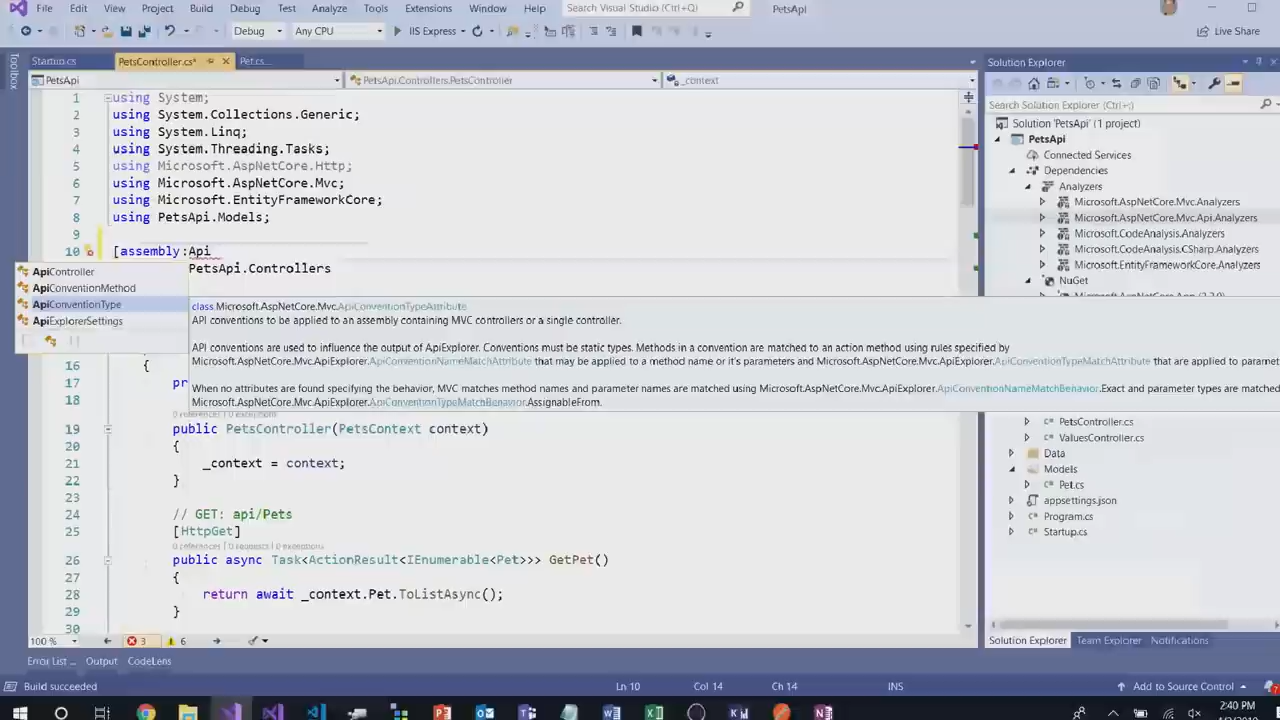 File Edit View Project Build Debug Test Analyze Tools Extensions Window Help Search Visual Studio (Ctrl+Q) PetsApi
Debug Any CPU IIS Express Live Share
Toolbox
Startup.cs PetsController.cs* Pet.cs...
PetsApi PetsApi.Controllers.PetsController _context
1 using System;
2 using System.Collections.Generic;
3 using System.Linq;
4 using System.Threading.Tasks;
5 using Microsoft.AspNetCore.Http;
6 using Microsoft.AspNetCore.Mvc;
7 using Microsoft.EntityFrameworkCore;
8 using PetsApi.Models;
9
10 [assembly:Api
PetsApi.Controllers
ApiController
ApiConventionMethod
ApiConventionType
ApiExplorerSettings
class Microsoft.AspNetCore.Mvc.ApiConventionTypeAttribute
API conventions to be applied to an assembly containing MVC controllers or a single controller.
API conventions are used to influence the output of ApiExplorer. Conventions must be static types. Methods in a convention are matched to an action method using rules specified by
Microsoft.AspNetCore.Mvc.ApiExplorer.ApiConventionNameMatchAttribute that may be applied to a method name or it's parameters and Microsoft.AspNetCore.Mvc.ApiExplorer.ApiConventionTypeMatchAttribute that are applied to parame
When no attributes are found specifying the behavior, MVC matches method names and parameter names are matched using Microsoft.AspNetCore.Mvc.ApiExplorer.ApiConventionNameMatchBehavior.Exact and parameter types are matched
Microsoft.AspNetCore.Mvc.ApiExplorer.ApiConventionTypeMatchBehavior.AssignableFrom.
16 {
17 pr
18
0 references | 0 exceptions
19 public PetsController(PetsContext context)
20 {
21 _context = context;
22 }
23
24 // GET: api/Pets
25 [HttpGet]
0 references | 0 requests | 0 exceptions
26 public async Task<ActionResult<IEnumerable<Pet>>> GetPet()
27 {
28 return await _context.Pet.ToListAsync();
29 }
30
100 % 3 6
Solution Explorer
Search Solution Explorer (Ctrl+;)
Solution 'PetsApi' (1 project)
PetsApi
Connected Services
Dependencies
Analyzers
Microsoft.AspNetCore.Mvc.Analyzers
Microsoft.AspNetCore.Mvc.Api.Analyzers
Microsoft.CodeAnalysis.Analyzers
Microsoft.CodeAnalysis.CSharp.Analyzers
Microsoft.EntityFrameworkCore.Analyzers
NuGet
PetsController.cs
ValuesController.cs
Data
Models
Pet.cs
appsettings.json
Program.cs
Startup.cs
Solution Explorer Team Explorer Notifications
Error List ... Output CodeLens
Build succeeded Ln 10 Col 14 Ch 14 INS Add to Source Control
2:40 PM